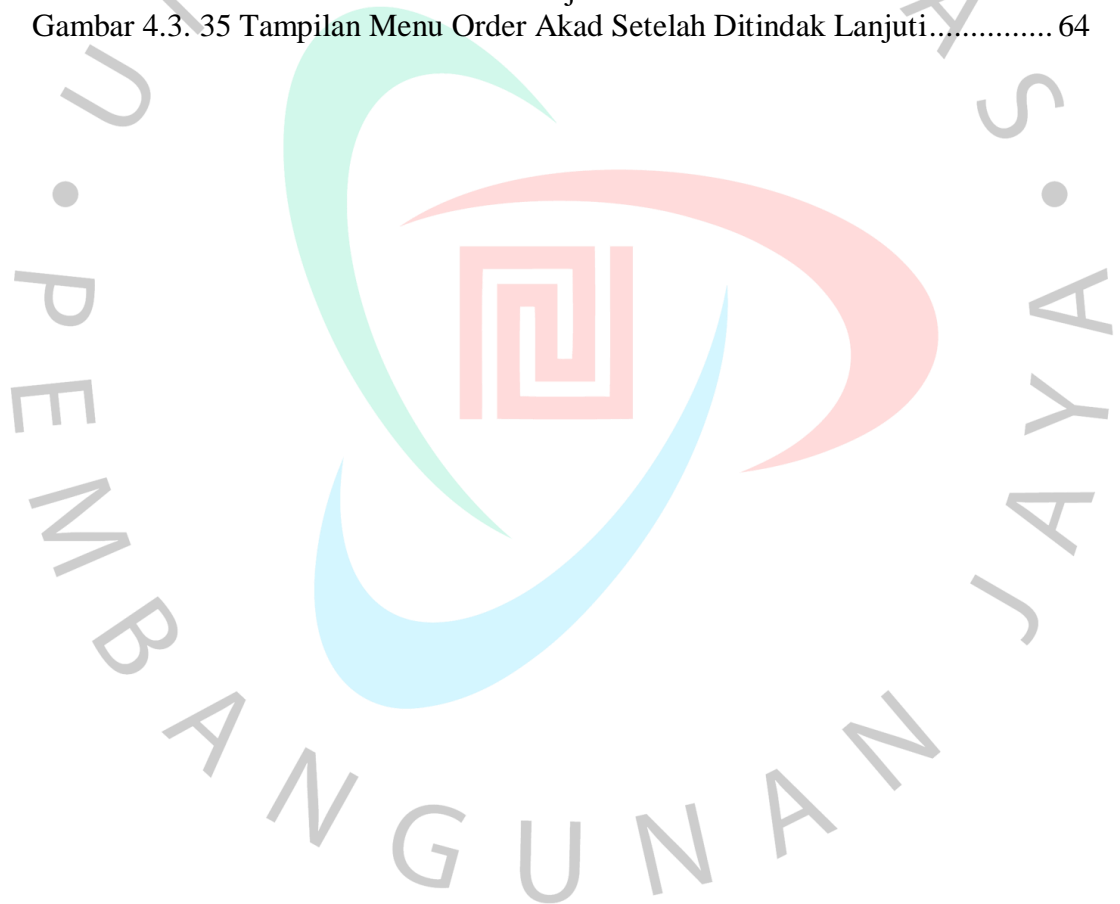 Gambar 4.3. 35 Tampilan Menu Order Akad Setelah Ditindak Lanjuti............... 64
U • PEMBANGUNAN JAYA • S